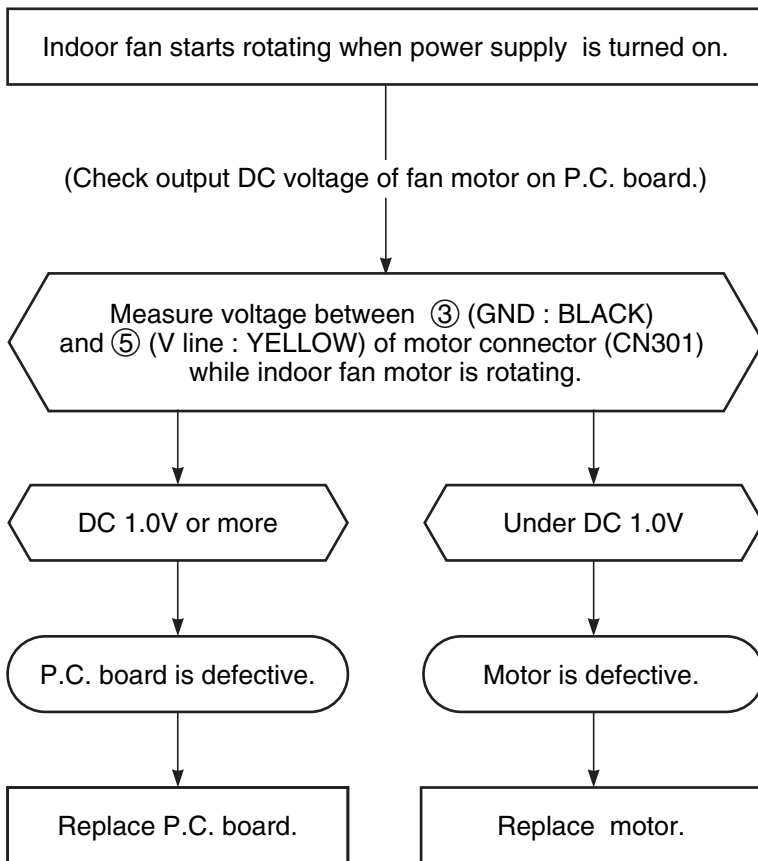 Indoor fan starts rotating when power supply is turned on.
(Check output DC voltage of fan motor on P.C. board.)
Measure voltage between ③ (GND : BLACK)
and ⑤ (V line : YELLOW) of motor connector (CN301)
while indoor fan motor is rotating.
DC 1.0V or more
Under DC 1.0V
P.C. board is defective.
Motor is defective.
Replace P.C. board.
Replace motor.